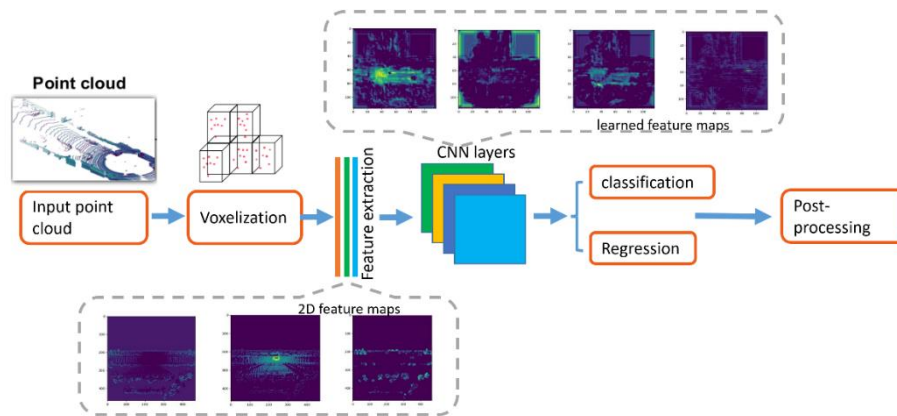 learned feature maps
Point cloud
CNN layers
Input point
cloud
Voxelization
Feature extraction
classification
Regression
Post-
processing
2D feature maps